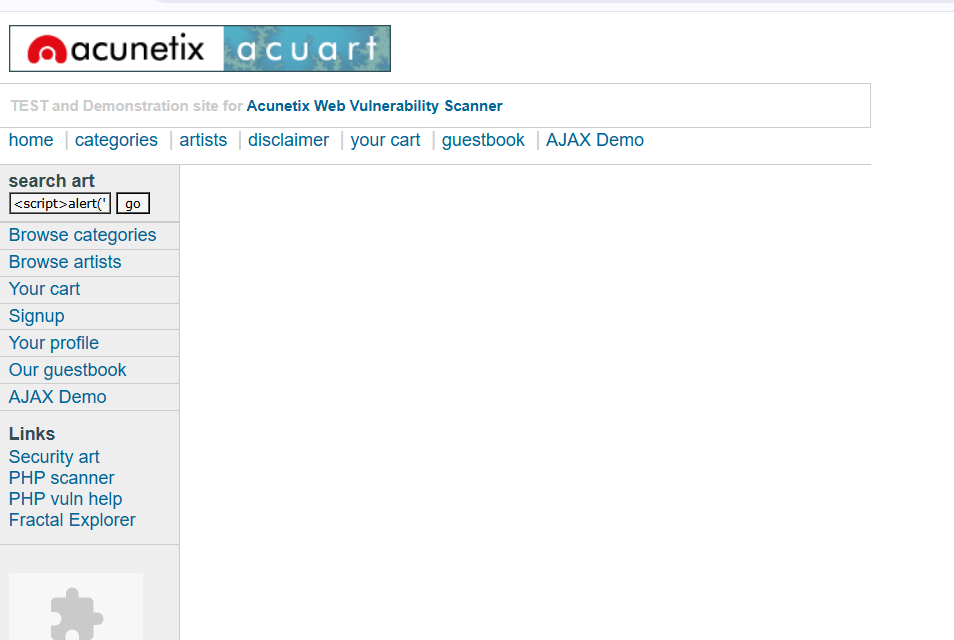 acunetix acuart
TEST and Demonstration site for Acunetix Web Vulnerability Scanner
home | categories | artists | disclaimer | your cart | guestbook | AJAX Demo
search art
<script>alert(' go
Browse categories
Browse artists
Your cart
Signup
Your profile
Our guestbook
AJAX Demo
Links
Security art
PHP scanner
PHP vuln help
Fractal Explorer